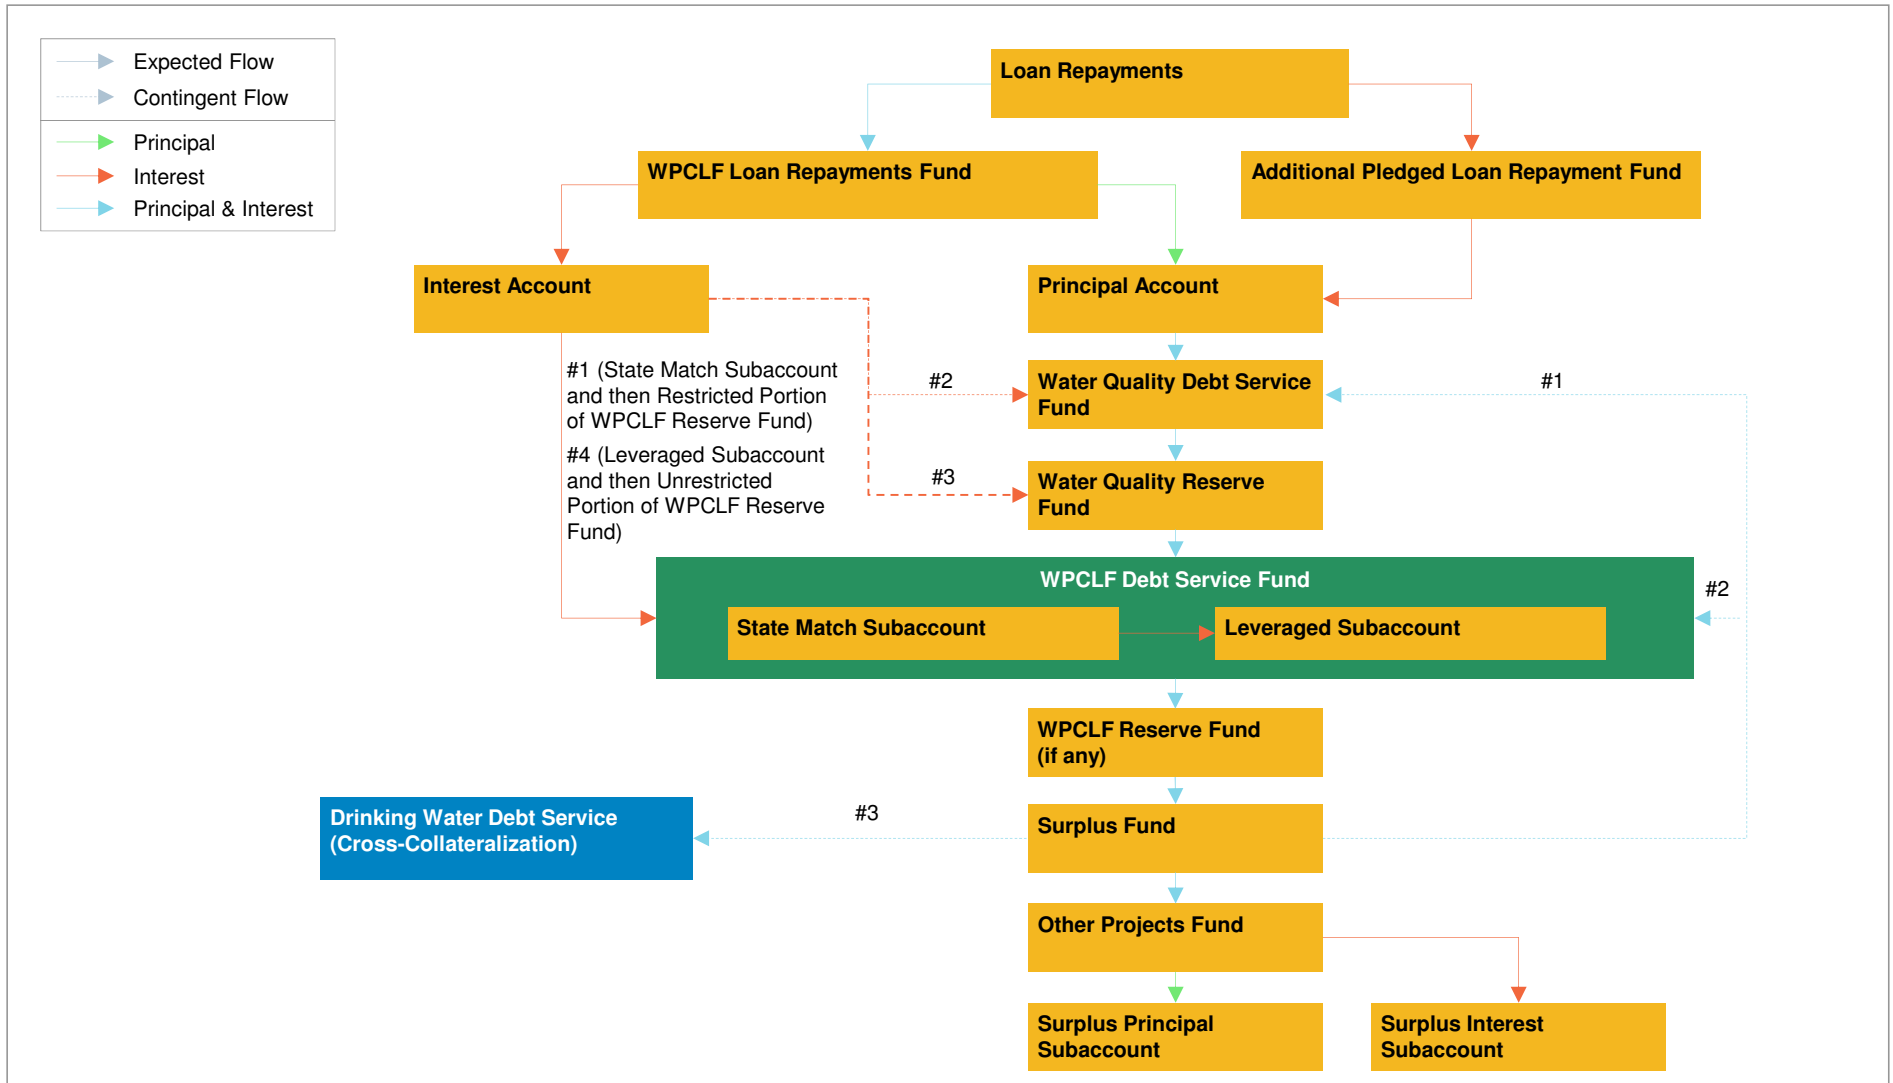 Expected Flow
Contingent Flow
Principal
Interest
Principal & Interest
Loan Repayments
WPCLF Loan Repayments Fund
Additional Pledged Loan Repayment Fund
Interest Account
Principal Account
#1 (State Match Subaccount
and then Restricted Portion
of WPCLF Reserve Fund)
#2
Water Quality Debt Service
Fund
#1
#4 (Leveraged Subaccount
and then Unrestricted
Portion of WPCLF Reserve
Fund)
#3
Water Quality Reserve
Fund
WPCLF Debt Service Fund
#2
State Match Subaccount
Leveraged Subaccount
WPCLF Reserve Fund
(if any)
Drinking Water Debt Service
(Cross-Collateralization)
#3
Surplus Fund
Other Projects Fund
Surplus Principal
Subaccount
Surplus Interest
Subaccount